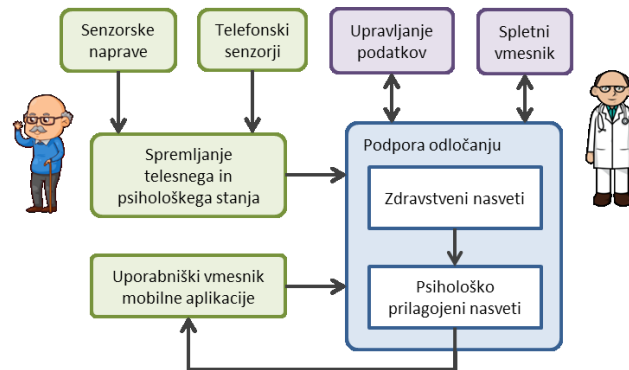 Senzorske
naprave
Telefonski
senzorji
Upravljanje
podatkov
Spletni
vmesnik
Spremljanje
telesnega in
psihološkega stanja
Podpora odločanju
Zdravstveni nasveti
Uporabniški vmesnik
mobilne aplikacije
Psihološko
prilagojeni nasveti